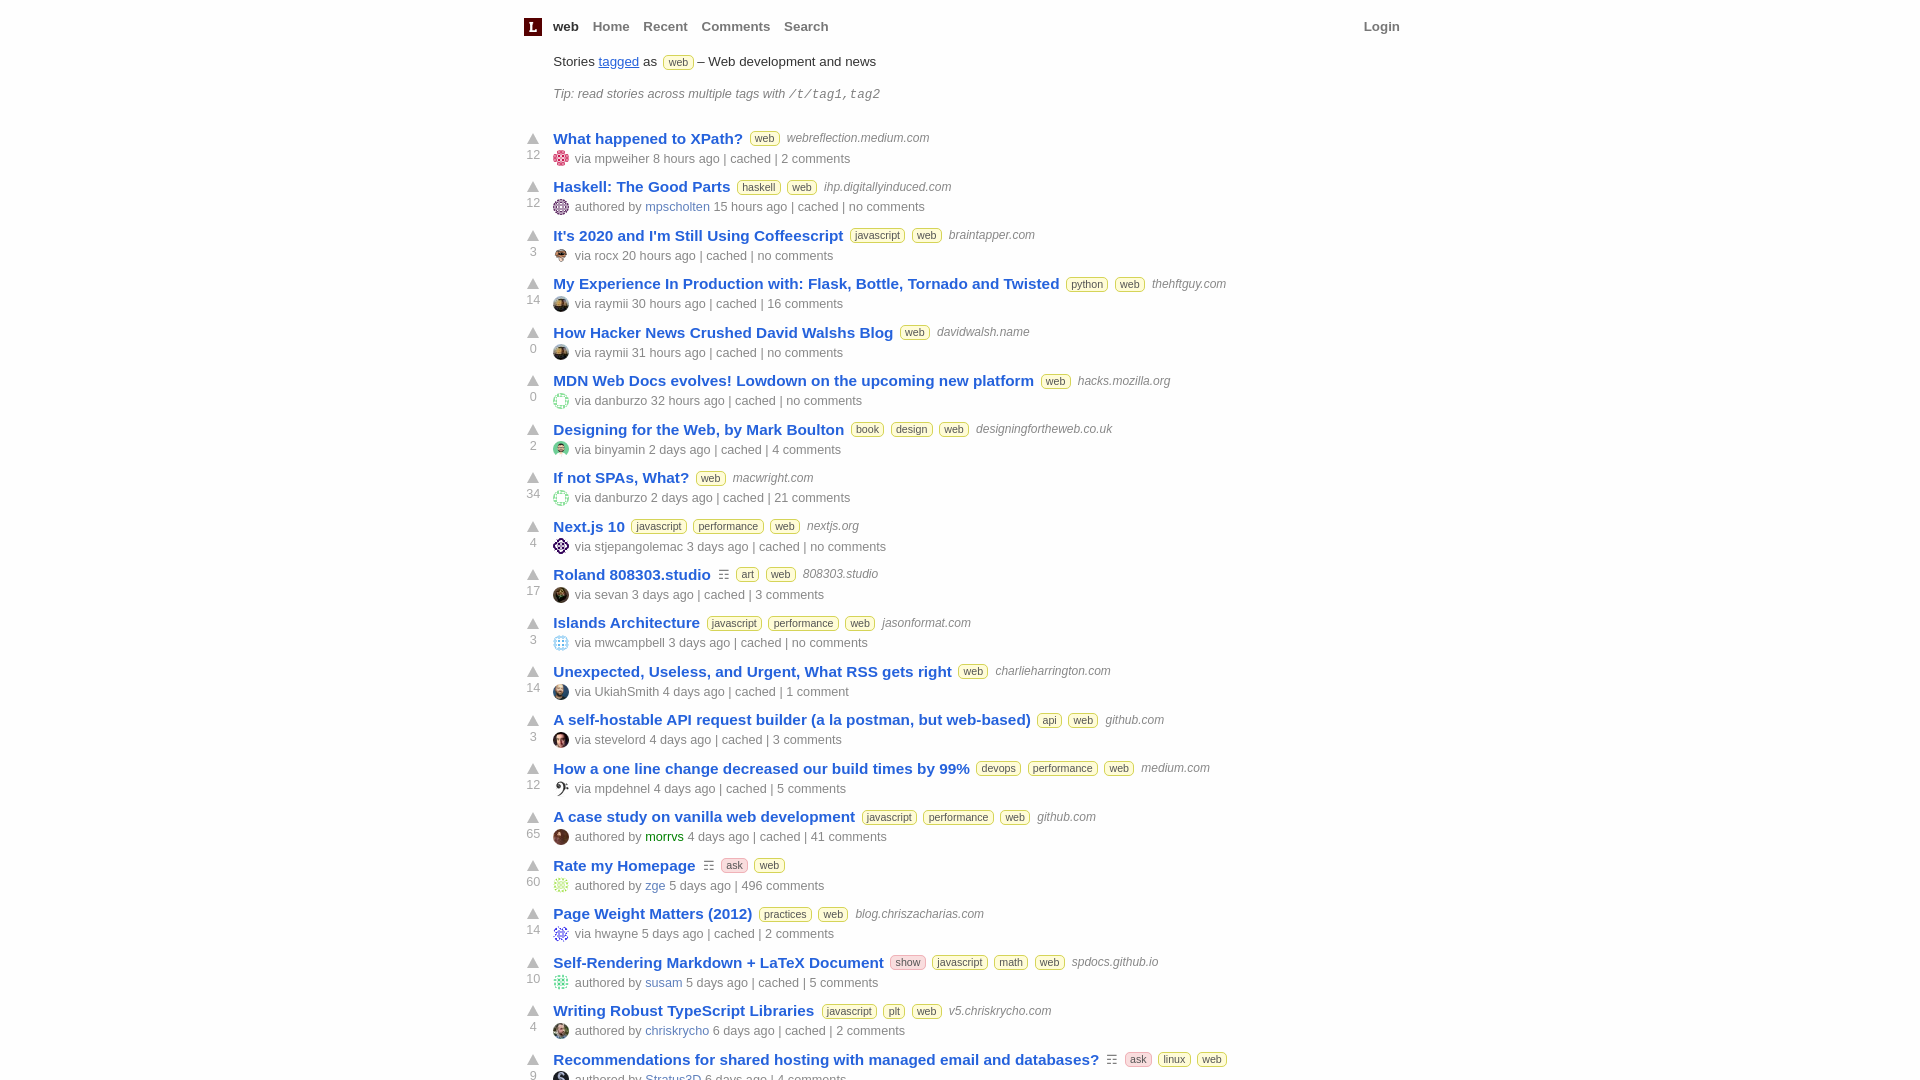 L web Home Recent Comments Search Login
Stories tagged as web – Web development and news
Tip: read stories across multiple tags with /t/tag1,tag2
What happened to XPath? web webreflection.medium.com
12 via mpweiher 8 hours ago | cached | 2 comments
Haskell: The Good Parts haskell web ihp.digitallyinduced.com
12 authored by mpscholten 15 hours ago | cached | no comments
It's 2020 and I'm Still Using Coffeescript javascript web braintapper.com
3 via rocx 20 hours ago | cached | no comments
My Experience In Production with: Flask, Bottle, Tornado and Twisted python web thehftguy.com
14 via raymii 30 hours ago | cached | 16 comments
How Hacker News Crushed David Walshs Blog web davidwalsh.name
0 via raymii 31 hours ago | cached | no comments
MDN Web Docs evolves! Lowdown on the upcoming new platform web hacks.mozilla.org
0 via danburzo 32 hours ago | cached | no comments
Designing for the Web, by Mark Boulton book design web designingfortheweb.co.uk
2 via binyamin 2 days ago | cached | 4 comments
If not SPAs, What? web macwright.com
34 via danburzo 2 days ago | cached | 21 comments
Next.js 10 javascript performance web nextjs.org
4 via stjepangolemac 3 days ago | cached | no comments
Roland 808303.studio ☶ art web 808303.studio
17 via sevan 3 days ago | cached | 3 comments
Islands Architecture javascript performance web jasonformat.com
3 via mwcampbell 3 days ago | cached | no comments
Unexpected, Useless, and Urgent, What RSS gets right web charlieharrington.com
14 via UkiahSmith 4 days ago | cached | 1 comment
A self-hostable API request builder (a la postman, but web-based) api web github.com
3 via stevelord 4 days ago | cached | 3 comments
How a one line change decreased our build times by 99% devops performance web medium.com
12 via mpdehnel 4 days ago | cached | 5 comments
A case study on vanilla web development javascript performance web github.com
65 authored by morrvs 4 days ago | cached | 41 comments
Rate my Homepage ☶ ask web
60 authored by zge 5 days ago | 496 comments
Page Weight Matters (2012) practices web blog.chriszacharias.com
14 via hwayne 5 days ago | cached | 2 comments
Self-Rendering Markdown + LaTeX Document show javascript math web spdocs.github.io
10 authored by susam 5 days ago | cached | 5 comments
Writing Robust TypeScript Libraries javascript plt web v5.chriskrycho.com
4 authored by chriskrycho 6 days ago | cached | 2 comments
Recommendations for shared hosting with managed email and databases? ☶ ask linux web
9 authored by Stratus3D 6 days ago | 4 comments